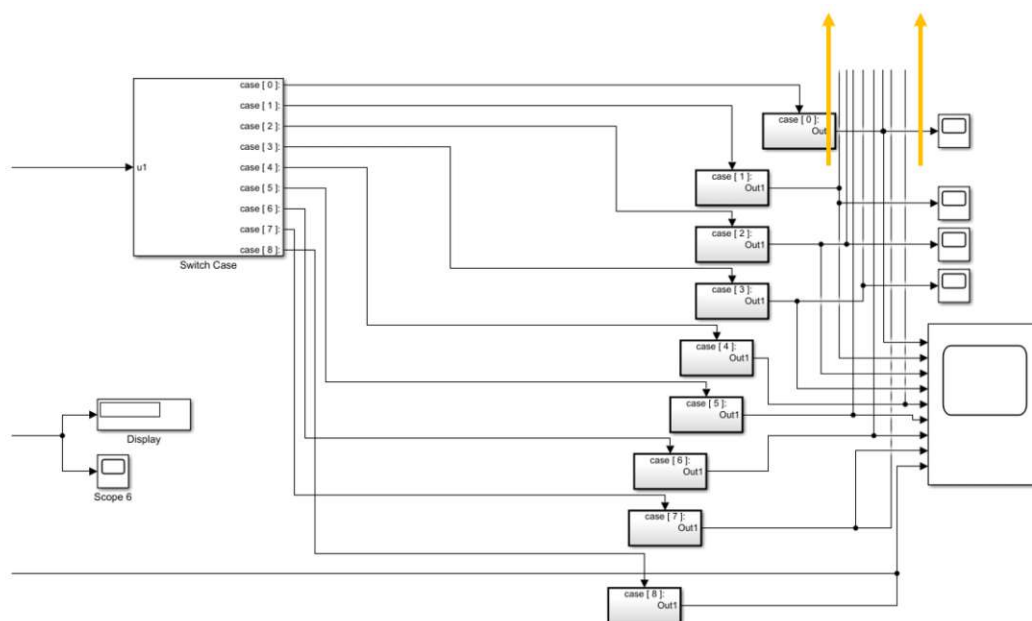 case [ 0 ]:
case [ 1 ]:
case [ 2 ]:
case [ 3 ]:
u1
case [ 4 ]:
case [ 5 ]:
case [ 6 ]:
case [ 7 ]:
case [ 8 ]:
Switch Case
case [ 0 ]:
Out
case [ 1 ]:
Out1
case [ 2 ]:
Out1
case [ 3 ]:
Out1
case [ 4 ]:
Out1
case [ 5 ]:
Out1
case [ 6 ]:
Out1
case [ 7 ]:
Out1
case [ 8 ]:
Out1
Display
Scope 6